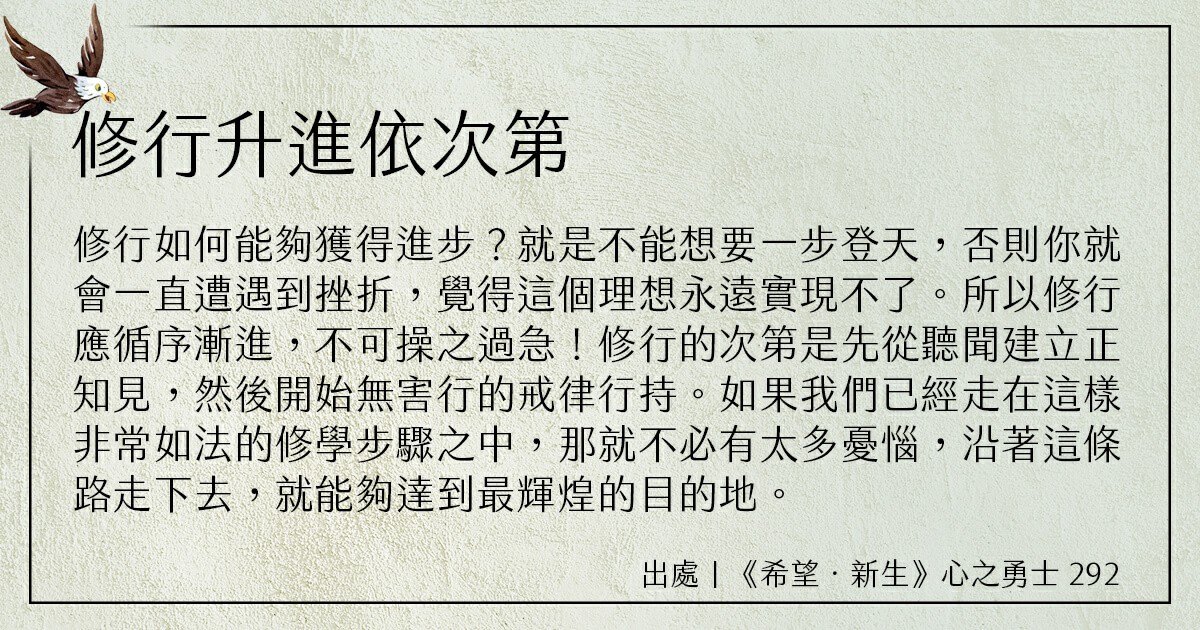 修行升進依次第
修行如何能夠獲得進步？就是不能想要一步登天，否則你就
會一直遭遇到挫折，覺得這個理想永遠實現不了。所以修行
應循序漸進，不可操之過急！修行的次第是先從聽聞建立正
知見，然後開始無害行的戒律行持。如果我們已經走在這樣
非常如法的修學步驟之中，那就不必有太多憂惱，沿著這條
路走下去，就能夠達到最輝煌的目的地。
出處｜《希望．新生》心之勇士 292